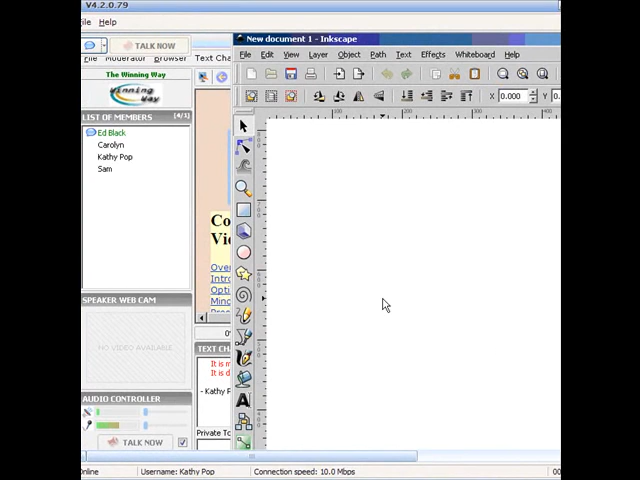 V4.2.0.79
File Help
TALK NOW
New document 1 - Inkscape
File Edit View Layer Object Path Text Effects Whiteboard Help
Moderator Browser Text Cha
The Winning Way
Winning Way
LIST OF MEMBERS [4/1]
Ed Black
Carolyn
Kathy Pop
Sam
X 0.000 Y 0.
Co
Vie
Over
Intro
Opti
Mind
SPEAKER WEB CAM
NO VIDEO AVAILABLE
TEXT CHA
It is m
It is d
- Kathy P
AUDIO CONTROLLER
TALK NOW
Private To
Online Username: Kathy Pop Connection speed: 10.0 Mbps 00